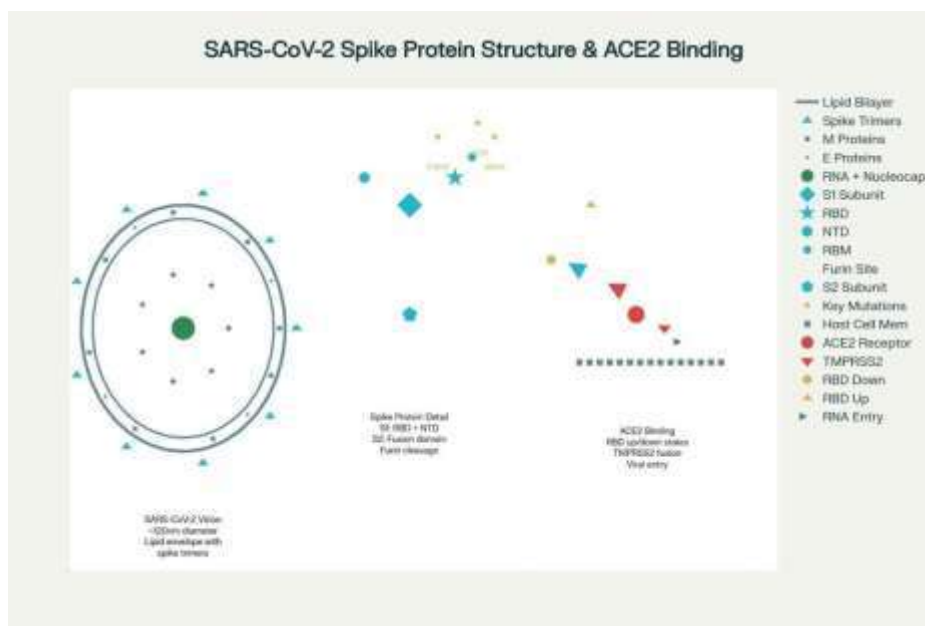 SARS-CoV-2 Spike Protein Structure & ACE2 Binding
Lipid Bilayer
Spike Trimers
M Proteins
E Proteins
RNA + Nucleocap
S1 Subunit
RBD
NTD
RBM
Furin Site
S2 Subunit
Key Mutations
Host Cell Mem
ACE2 Receptor
TMPRSS2
RBD Down
RBD Up
RNA Entry
Spike Protein Detail
S1: RBD + NTD
S2: Fusion domain
Furin cleavage
ACE2 Binding
RBD up/down states
TMPRSS2 fusion
Viral entry
SARS-CoV-2 Virion
~120nm diameter
Lipid envelope with
spike trimers